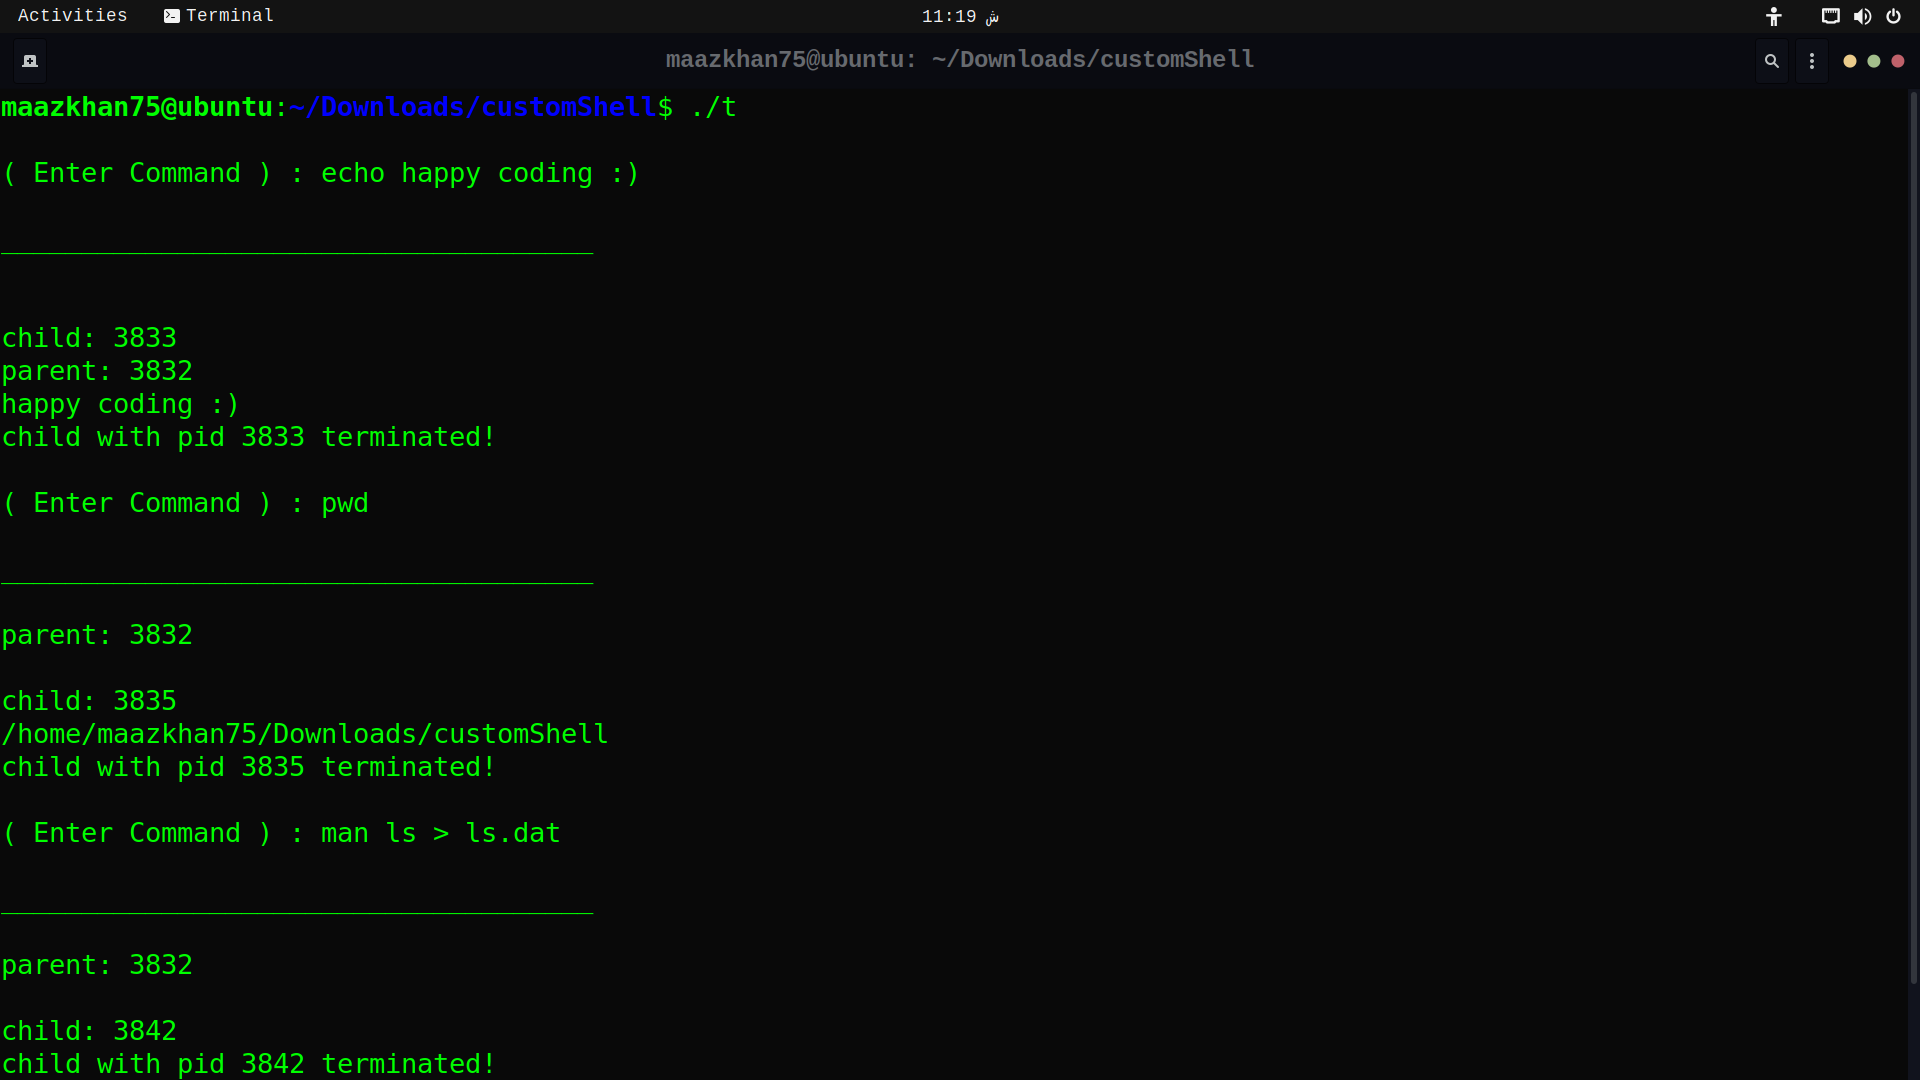 Activities Terminal 11:19 ش
maazkhan75@ubuntu: ~/Downloads/customShell
maazkhan75@ubuntu:~/Downloads/customShell$ ./t
( Enter Command ) : echo happy coding :)
_____________________________________
child: 3833
parent: 3832
happy coding :)
child with pid 3833 terminated!
( Enter Command ) : pwd
_____________________________________
parent: 3832
child: 3835
/home/maazkhan75/Downloads/customShell
child with pid 3835 terminated!
( Enter Command ) : man ls > ls.dat
_____________________________________
parent: 3832
child: 3842
child with pid 3842 terminated!